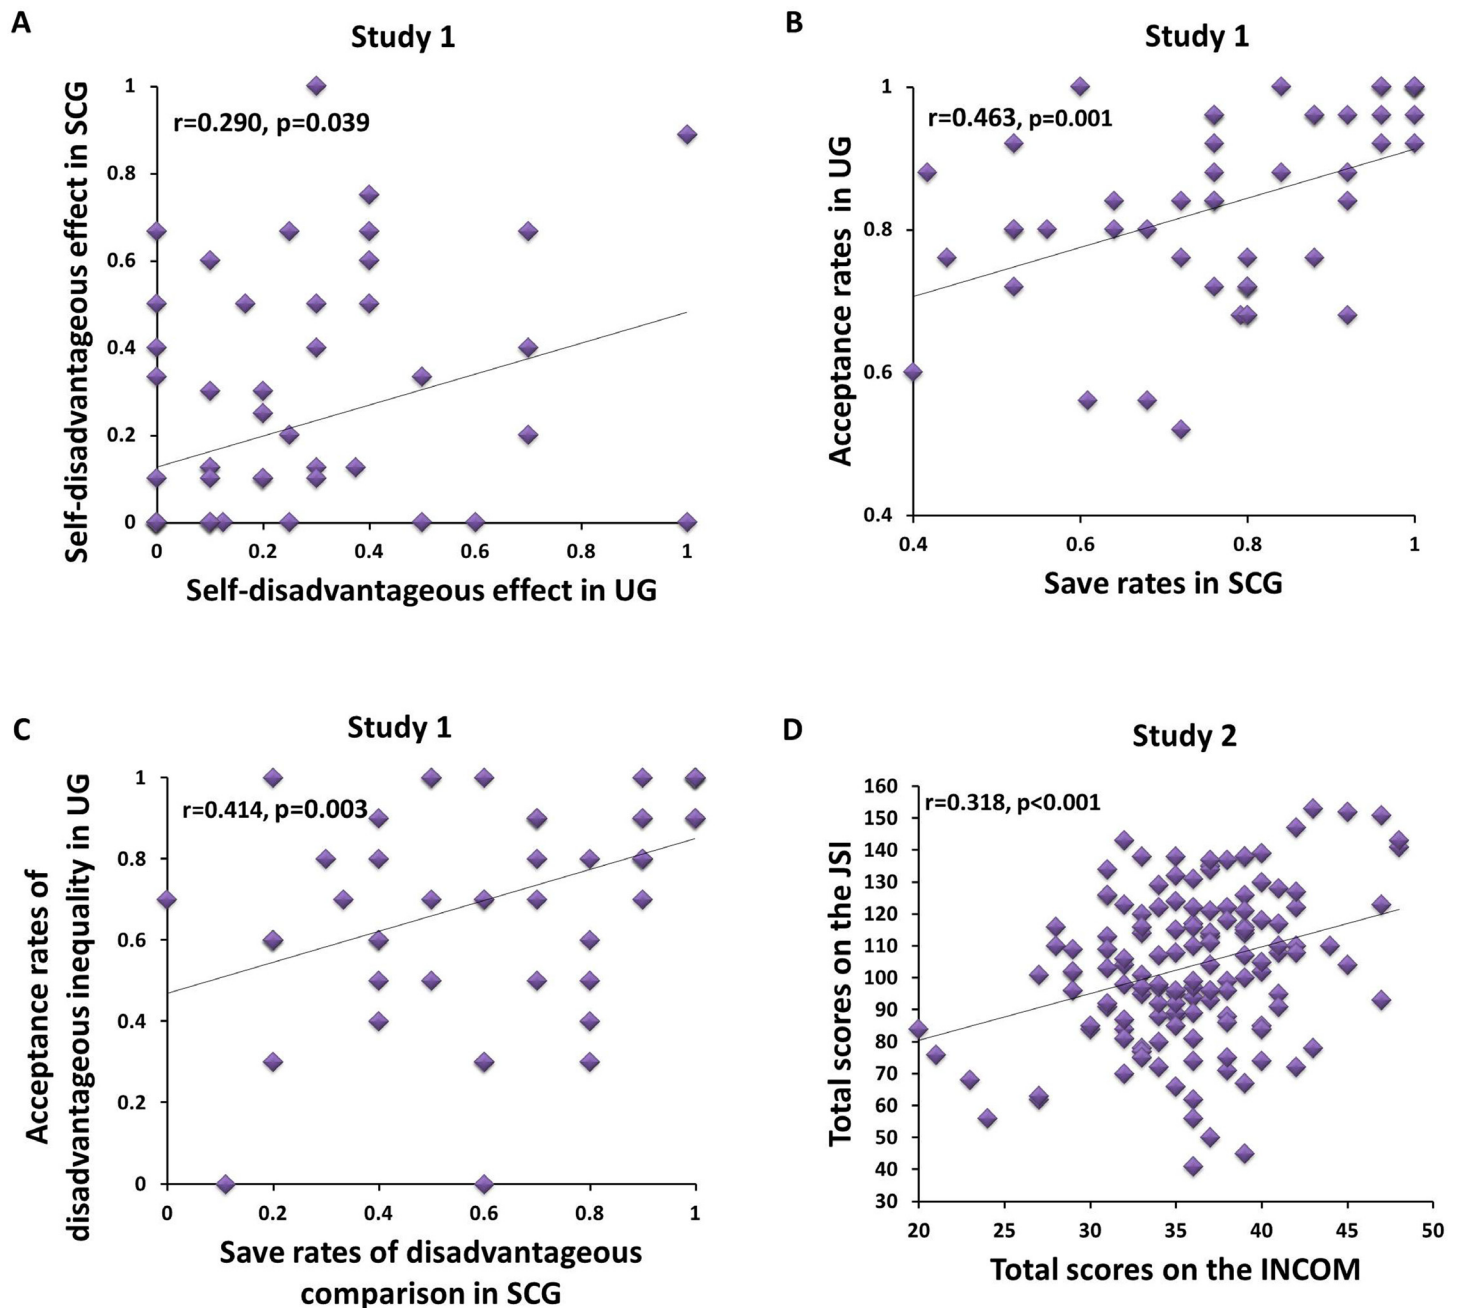 A
Study 1
Self-disadvantageous effect in SCG
r=0.290, p=0.039
1
0.8
0.6
0.4
0.2
0
0 0.2 0.4 0.6 0.8 1
Self-disadvantageous effect in UG
B
Study 1
Acceptance rates in UG
r=0.463, p=0.001
1
0.8
0.6
0.4
0.4 0.6 0.8 1
Save rates in SCG
C
Study 1
Acceptance rates of
disadvantageous inequality in UG
r=0.414, p=0.003
1
0.8
0.6
0.4
0.2
0
0 0.2 0.4 0.6 0.8 1
Save rates of disadvantageous
comparison in SCG
D
Study 2
Total scores on the JSI
r=0.318, p<0.001
160
150
140
130
120
110
100
90
80
70
60
50
40
30
20 25 30 35 40 45 50
Total scores on the INCOM